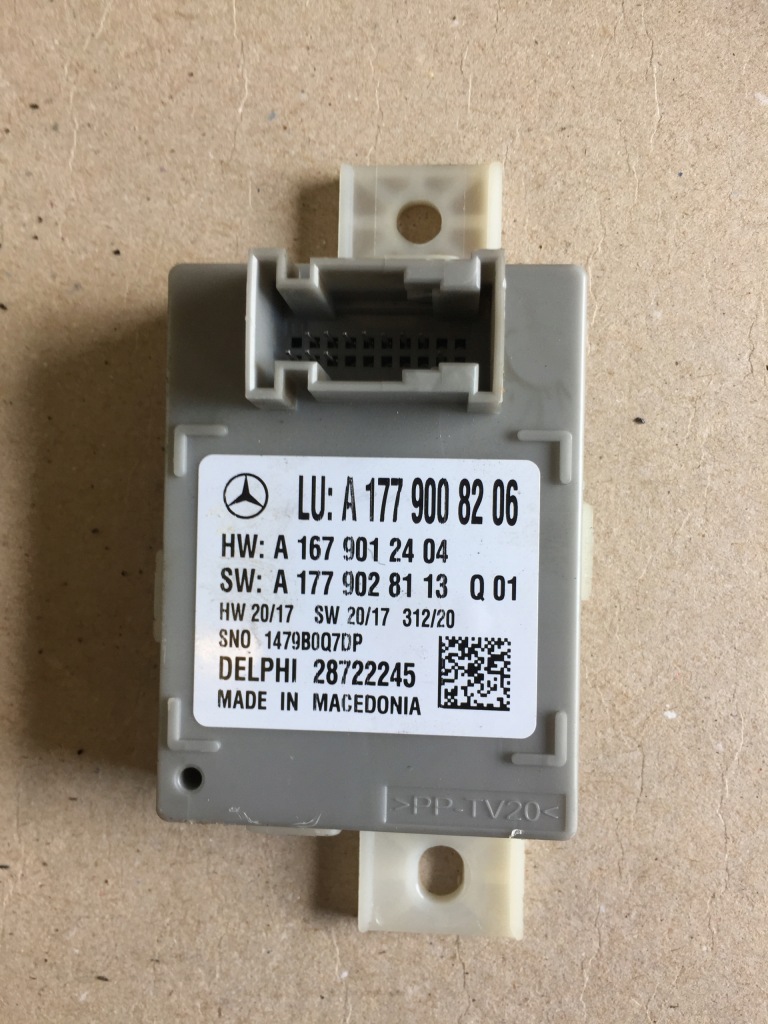 LU: A 177 900 82 06
HW: A 167 901 24 04
SW: A 177 902 81 13 Q 01
HW 20/17 SW 20/17 312/20
SNO 1479B0Q7DP
DELPHI 28722245
MADE IN MACEDONIA
>PP-TV20<